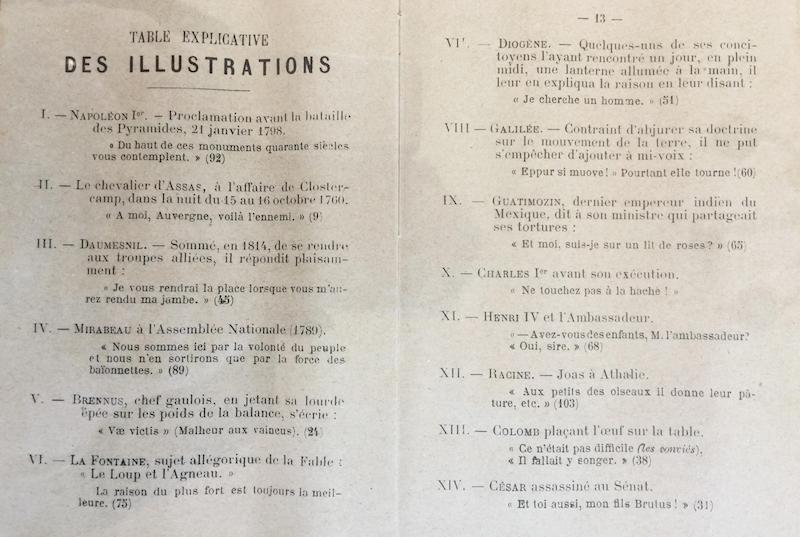 TABLE EXPLICATIVE
DES ILLUSTRATIONS
I. — NAPOLÉON Ier. — Proclamation avant la bataille
des Pyramides, 21 janvier 1798.
« Du haut de ces monuments quarante siècles
vous contemplent. » (92)
II. — Le chevalier d'ASSAS, à l'affaire de Closter-
camp, dans la nuit du 15 au 16 octobre 1760.
« A moi, Auvergne, voilà l'ennemi. » (9)
III. — DAUMESNIL. — Sommé, en 1814, de se rendre
aux troupes alliées, il répondit plaisam-
ment :
« Je vous rendrai la place lorsque vous m'au-
rez rendu ma jambe. » (45)
IV. — MIRABEAU à l'Assemblée Nationale (1789).
« Nous sommes ici par la volonté du peuple
et nous n'en sortirons que par la force des
baïonnettes. » (89)
V. — BRENNUS, chef gaulois, en jetant sa lourde
épée sur les poids de la balance, s'écrie :
« Væ victis » (Malheur aux vaincus). (24)
VI. — LA FONTAINE, sujet allégorique de la Fable :
« Le Loup et l'Agneau. »
La raison du plus fort est toujours la meil-
leure. (75)
— 13 —
VI'. — DIOGÈNE. — Quelques-uns de ses conci-
toyens l'ayant rencontré un jour, en plein
midi, une lanterne allumée à la main, il
leur en expliqua la raison en leur disant :
« Je cherche un homme. » (51)
VIII — GALILÉE. — Contraint d'abjurer sa doctrine
sur le mouvement de la terre, il ne put
s'empêcher d'ajouter à mi-voix :
« Eppur si muove! » Pourtant elle tourne !(60)
IX. — GUATIMOZIN, dernier empereur indien du
Mexique, dit à son ministre qui partageait
ses tortures :
« Et moi, suis-je sur un lit de roses? » (65)
X. — CHARLES Ier avant son exécution.
« Ne touchez pas à la hache ! »
XI. — HENRI IV et l'Ambassadeur.
« — Avez-vous des enfants, M. l'ambassadeur?
« Oui, sire. » (68)
XII. — RACINE. — Joas à Athalie.
« Aux petits des oiseaux il donne leur pâ-
ture, etc. » (103)
XIII. — COLOMB plaçant l'œuf sur la table.
« Ce n'était pas difficile (les conviés).
« Il fallait y songer. » (38)
XIV. — CÉSAR assassiné au Sénat.
« Et toi aussi, mon fils Brutus ! » (31)